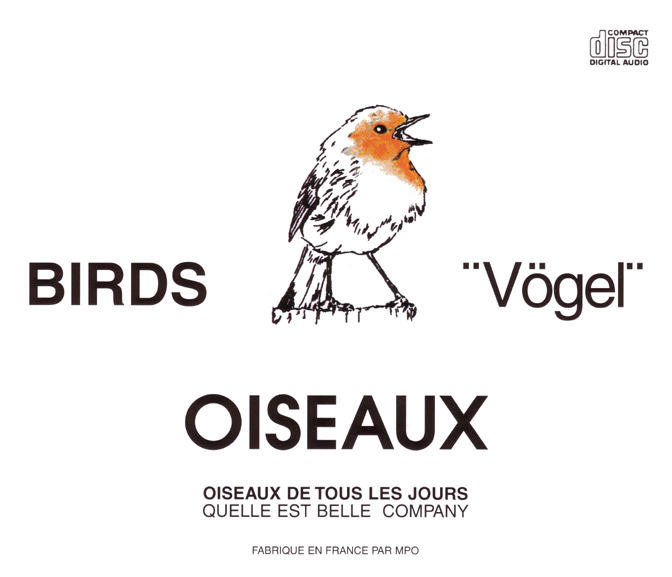 COMPACT
disc
DIGITAL AUDIO
BIRDS
¨Vögel¨
OISEAUX
OISEAUX DE TOUS LES JOURS
QUELLE EST BELLE COMPANY
FABRIQUE EN FRANCE PAR MPO